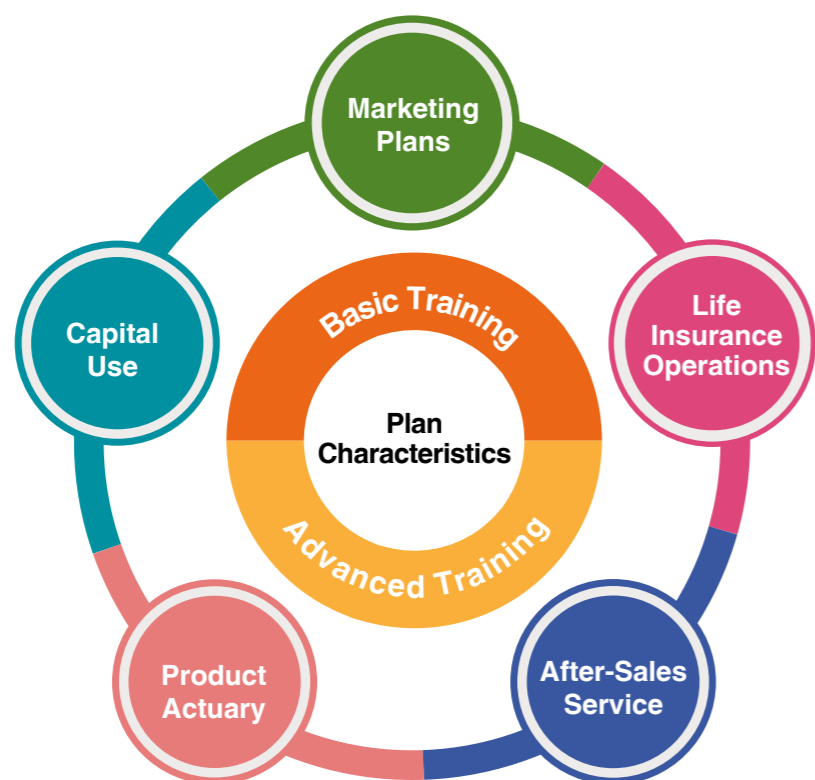 Marketing
Plans
Life
Insurance
Operations
Capital
Use
Basic Training
Plan
Characteristics
Advanced Training
Product
Actuary
After-Sales
Service